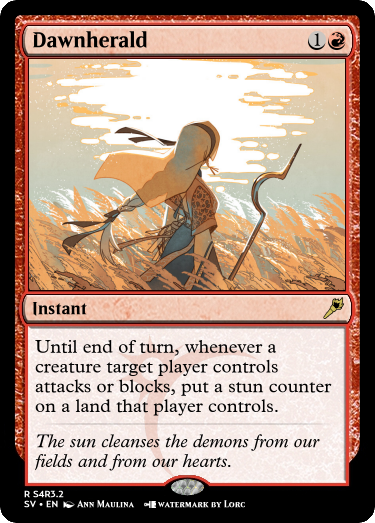 Dawnherald
1
Instant
Until end of turn, whenever a
creature target player controls
attacks or blocks, put a stun counter
on a land that player controls.
The sun cleanses the demons from our
fields and from our hearts.
R S4R3.2
SV • EN Ann Maulina Watermark by Lorc